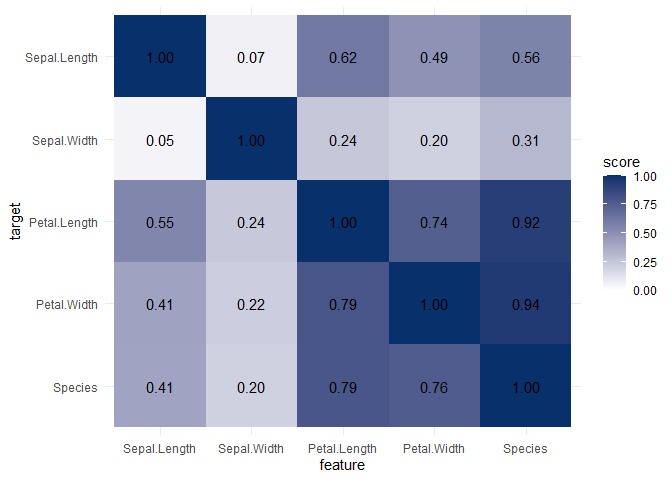 Sepal.Length 1.00 0.07 0.62 0.49 0.56
Sepal.Width 0.05 1.00 0.24 0.20 0.31
Petal.Length 0.55 0.24 1.00 0.74 0.92
Petal.Width 0.41 0.22 0.79 1.00 0.94
Species 0.41 0.20 0.79 0.76 1.00
Sepal.Length Sepal.Width Petal.Length Petal.Width Species
feature
target
score
1.00
0.75
0.50
0.25
0.00